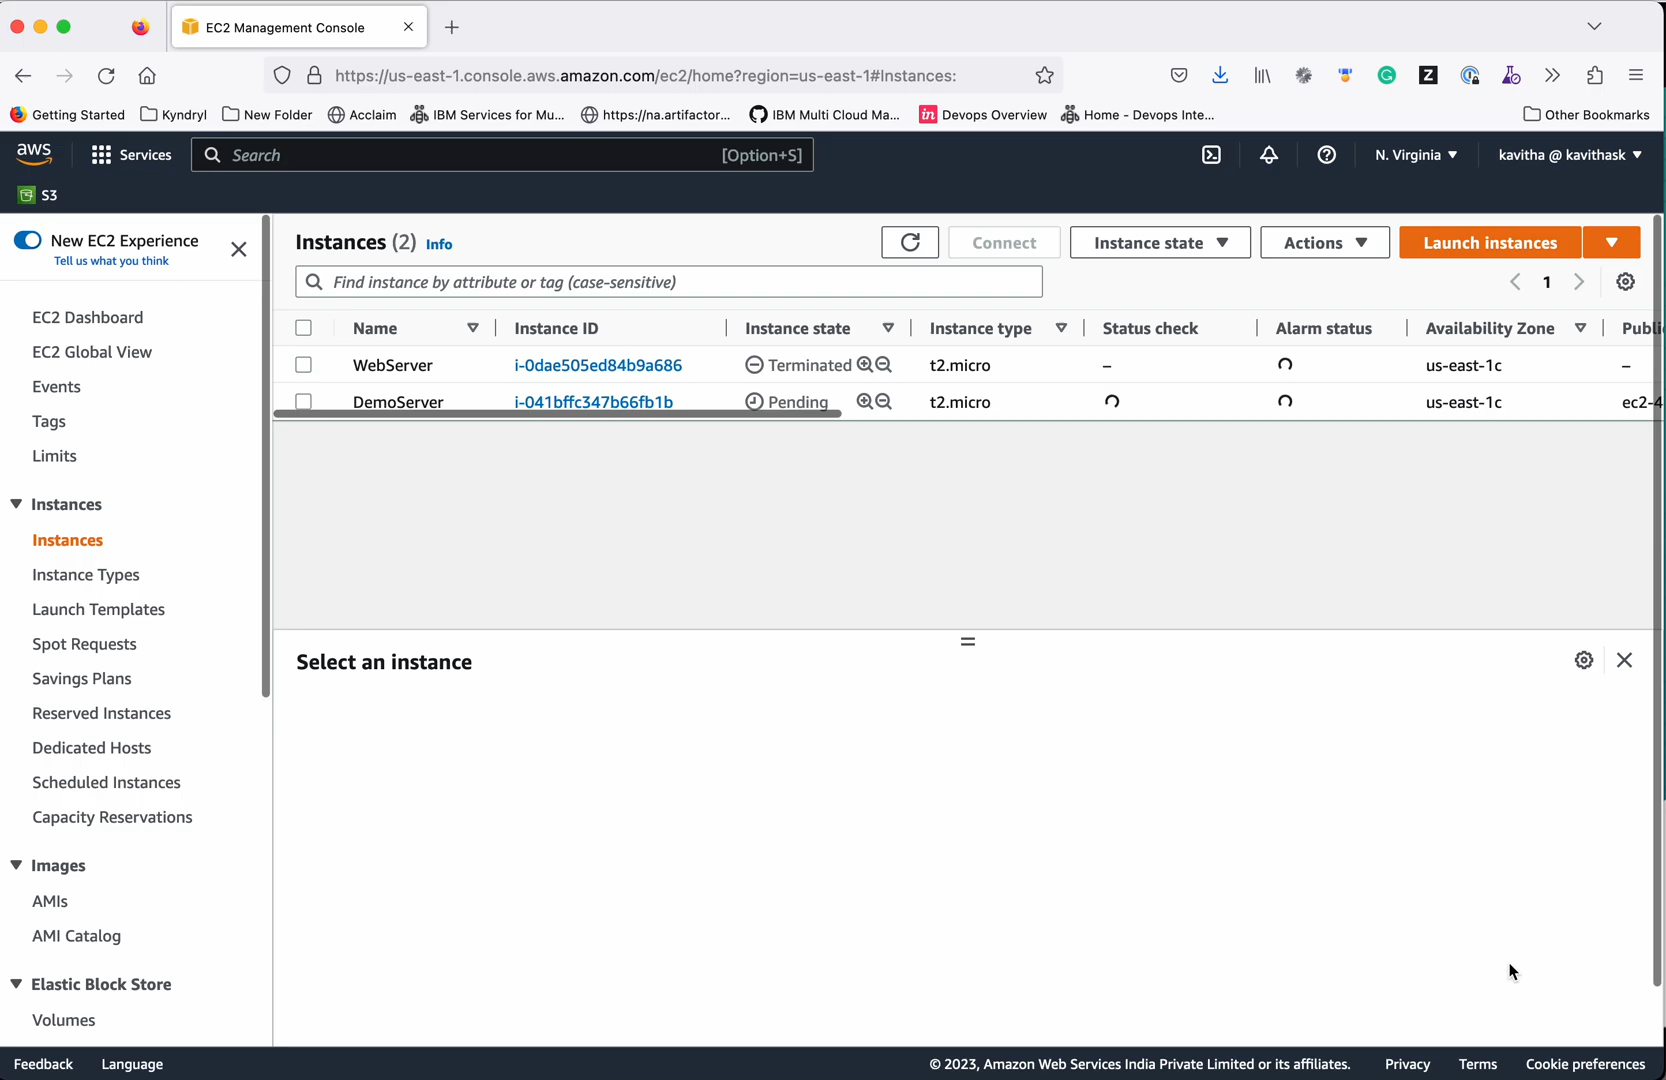 EC2 Management Console
https://us-east-1.console.aws.amazon.com/ec2/home?region=us-east-1#Instances:
Getting Started Kyndryl New Folder Acclaim IBM Services for Mu... https://na.artifactor... IBM Multi Cloud Ma... in Devops Overview Home - Devops Inte... Other Bookmarks
aws Services Search [Option+S] N. Virginia kavitha @ kavithask
S3
New EC2 Experience
Tell us what you think
EC2 Dashboard
EC2 Global View
Events
Tags
Limits
Instances
Instances
Instance Types
Launch Templates
Spot Requests
Savings Plans
Reserved Instances
Dedicated Hosts
Scheduled Instances
Capacity Reservations
Images
AMIs
AMI Catalog
Elastic Block Store
Volumes
Instances (2) Info Connect Instance state Actions Launch instances
Find instance by attribute or tag (case-sensitive) 1
Name Instance ID Instance state Instance type Status check Alarm status Availability Zone Publi
WebServer i-0dae505ed84b9a686 Terminated t2.micro – us-east-1c –
DemoServer i-041bffc347b66fb1b Pending t2.micro us-east-1c ec2-4
Select an instance
Feedback Language © 2023, Amazon Web Services India Private Limited or its affiliates. Privacy Terms Cookie preferences